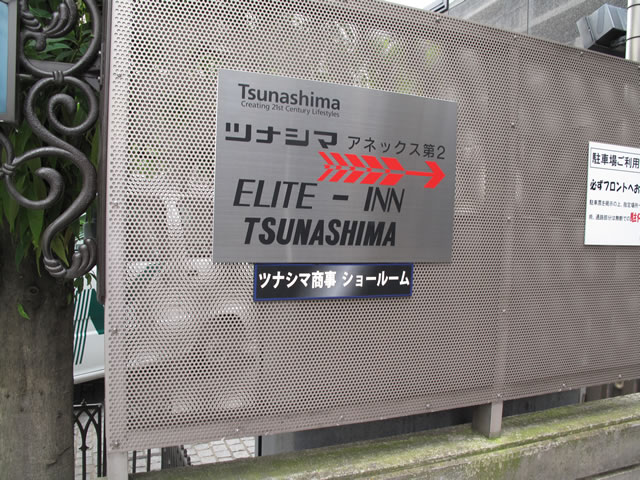 Tsunashima
Creating 21st Century Lifestyles
ツナシマ アネックス第2
ELITE - INN
TSUNASHIMA
ツナシマ商事 ショールーム
駐車場ご利用
必ずフロントへお